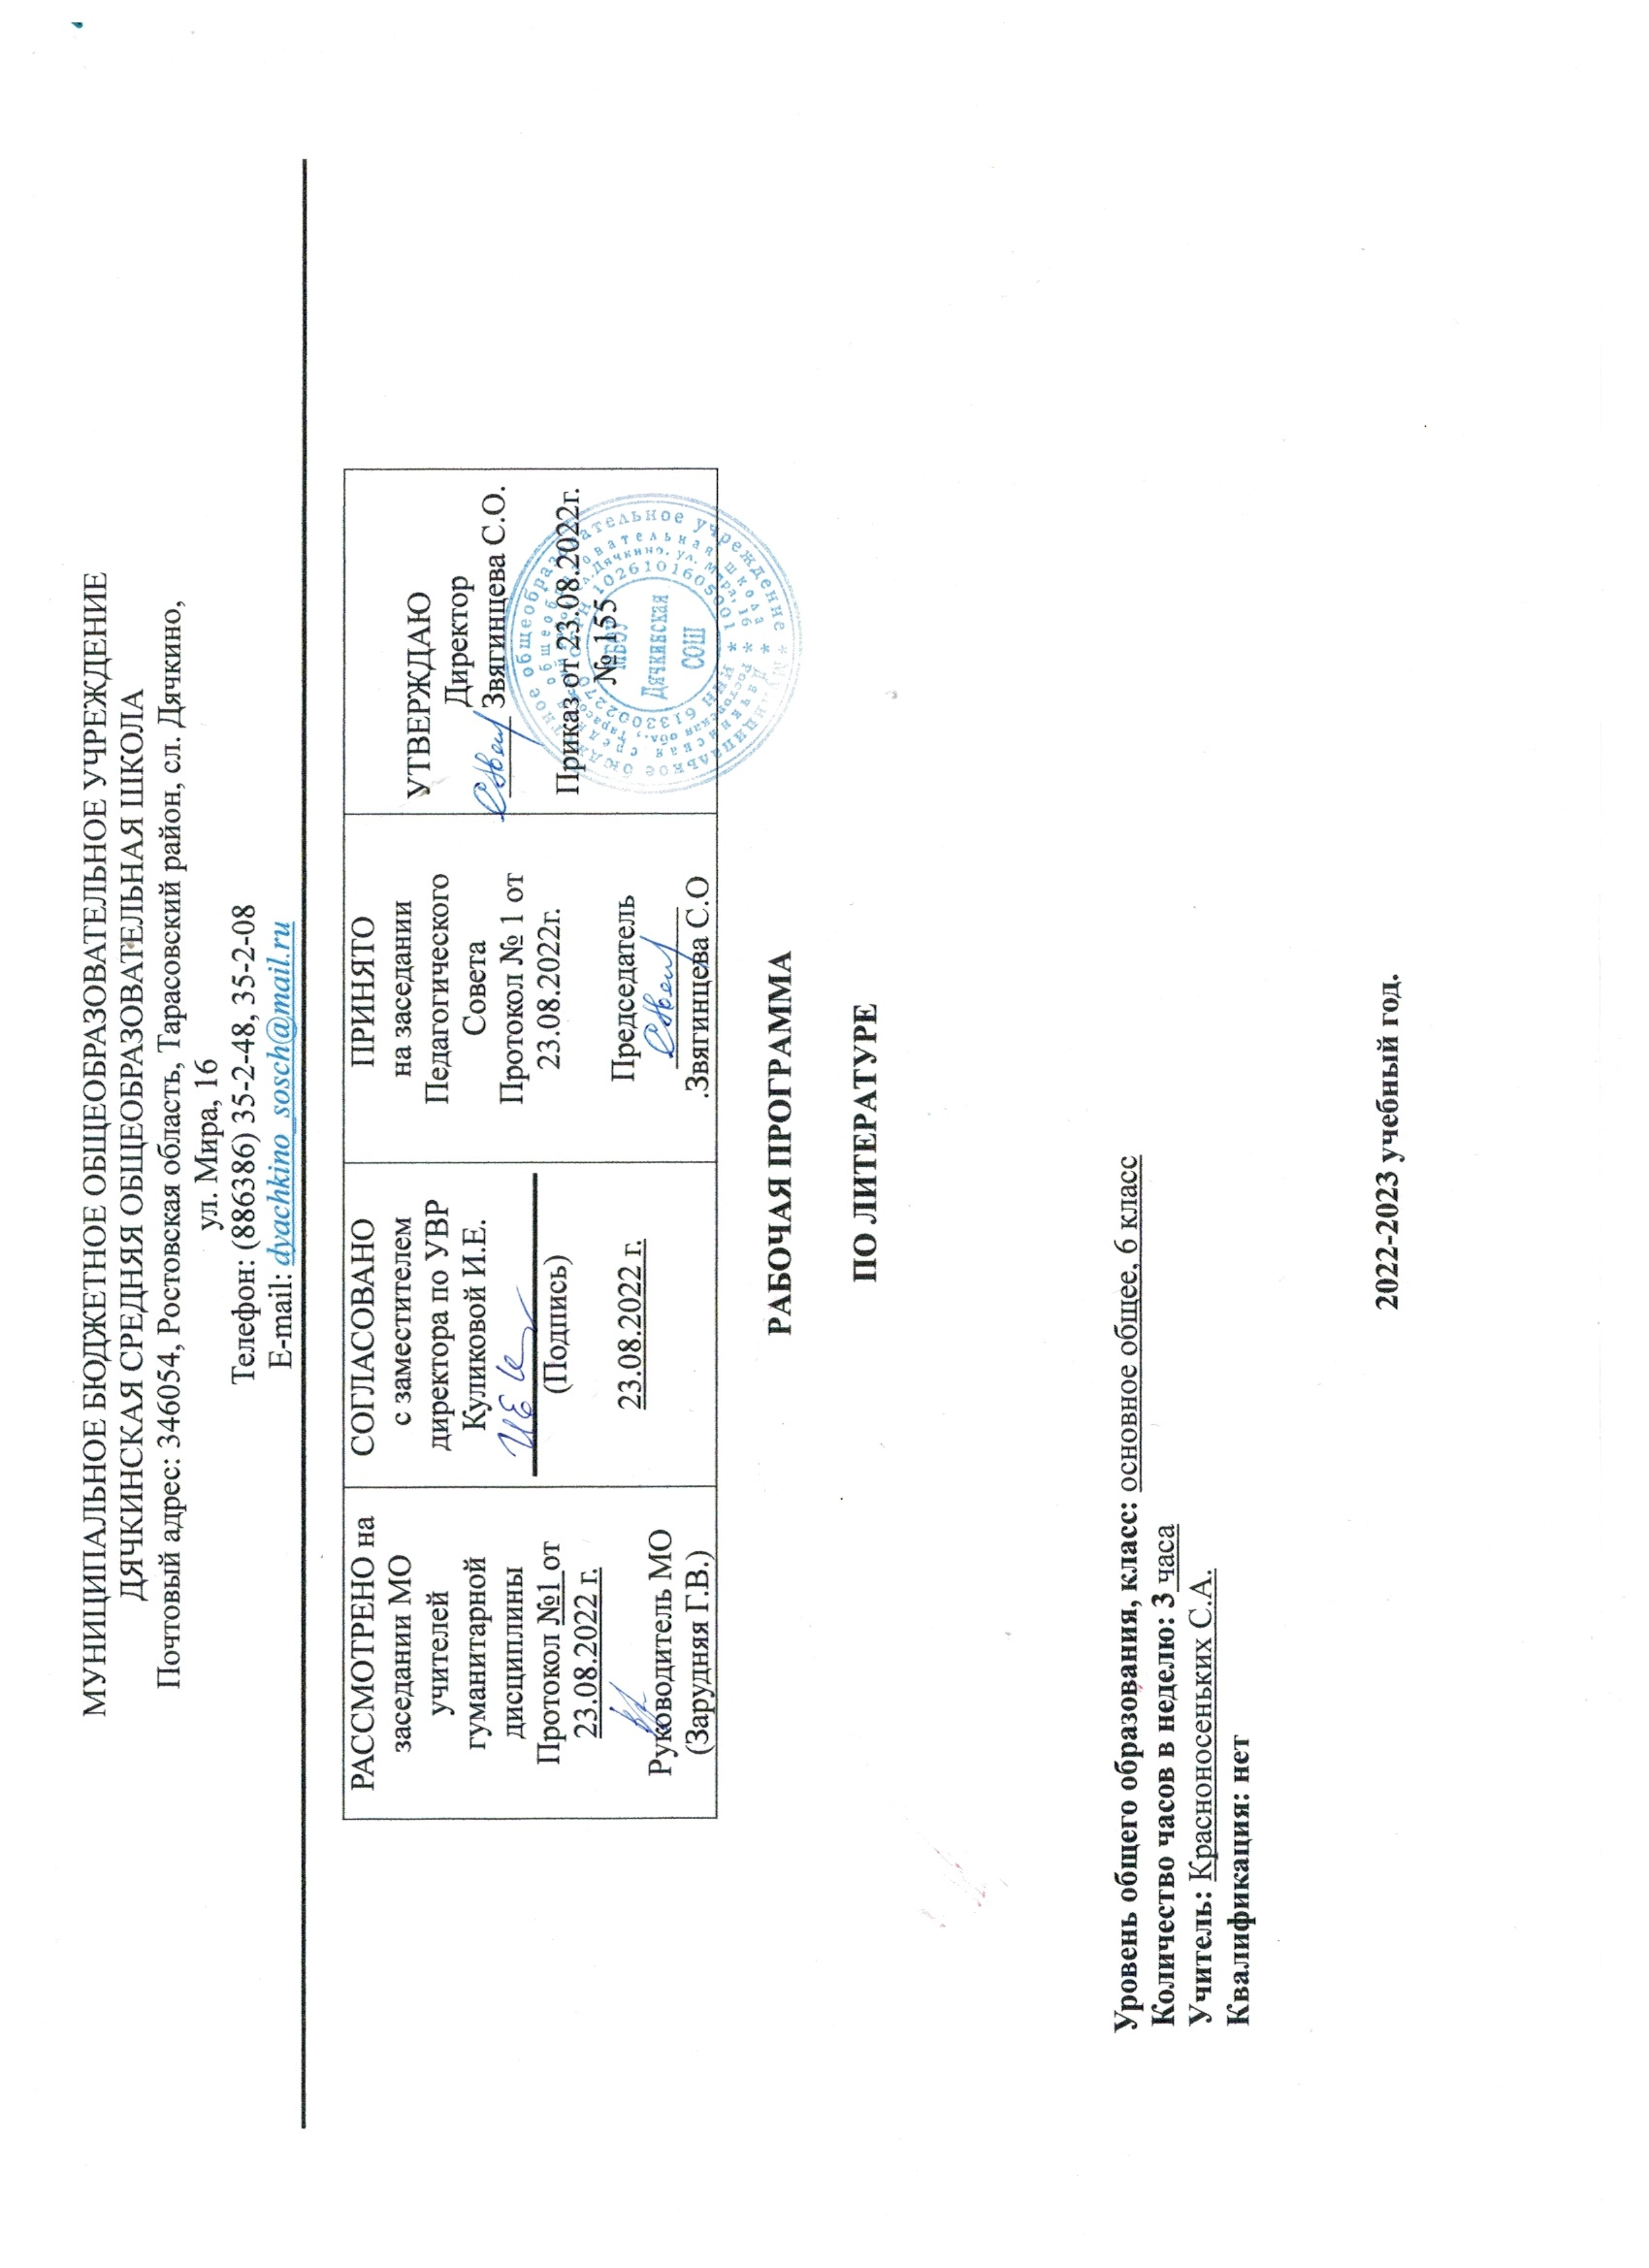 МУНИЦИПАЛЬНОЕ БЮДЖЕТНОЕ ОБЩЕОБРАЗОВАТЕЛЬНОЕ УЧРЕЖДЕНИЕ
ДЯЧКИНСКАЯ СРЕДНЯЯ ОБЩЕОБРАЗОВАТЕЛЬНАЯ ШКОЛА
Почтовый адрес: 346054, Ростовская область, Тарасовский район, сл. Дячкино,
ул. Мира, 16
Телефон: (886386) 35-2-48, 35-2-08
E-mail: dyachkino_sosch@mail.ru
РАССМОТРЕНО на
заседании МО
учителей
гуманитарной
дисциплины
Протокол №1 от
23.08.2022 г.
Руководитель МО
(Зарудняя Г.В.)
СОГЛАСОВАНО
с заместителем
директора по УВР
Куликовой И.Е.
(Подпись)
23.08.2022 г.
ПРИНЯТО
на заседании
Педагогического
Совета
Протокол № 1 от
23.08.2022г.
Председатель
.Звягинцева С.О
УТВЕРЖДАЮ
Директор
Звягинцева С.О.
Приказ от 23.08.2022г.
№ 155
МБОУ
Дячкинская
СОШ
РАБОЧАЯ ПРОГРАММА
ПО ЛИТЕРАТУРЕ
Уровень общего образования, класс: основное общее, 6 класс
Количество часов в неделю: 3 часа
Учитель: Красноносеньких С.А.
Квалификация: нет
2022-2023 учебный год.